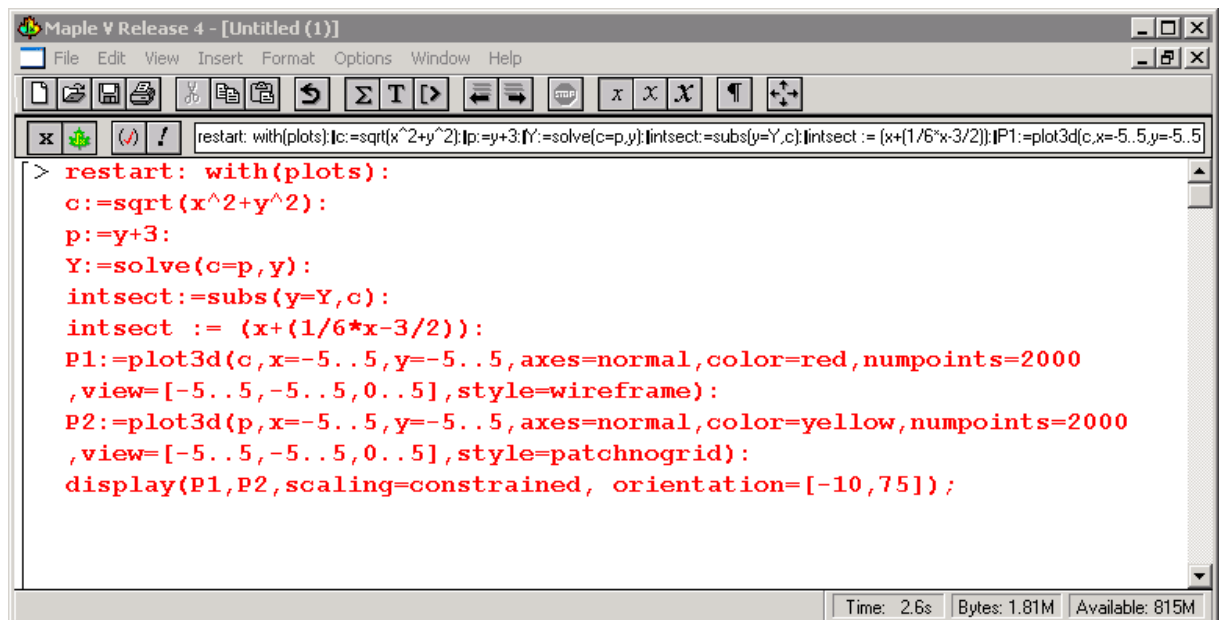 Maple V Release 4 - [Untitled (1)]
File Edit View Insert Format Options Window Help
Σ T [> STOP x x x ¶
x (√) ! restart: with(plots):c:=sqrt(x^2+y^2):p:=y+3:Y:=solve(c=p,y):intsect:=subs(y=Y,c):intsect := (x+(1/6*x-3/2)):P1:=plot3d(c,x=-5..5,y=-5..5
[> restart: with(plots):
c:=sqrt(x^2+y^2):
p:=y+3:
Y:=solve(c=p,y):
intsect:=subs(y=Y,c):
intsect := (x+(1/6*x-3/2)):
P1:=plot3d(c,x=-5..5,y=-5..5,axes=normal,color=red,numpoints=2000
,view=[-5..5,-5..5,0..5],style=wireframe):
P2:=plot3d(p,x=-5..5,y=-5..5,axes=normal,color=yellow,numpoints=2000
,view=[-5..5,-5..5,0..5],style=patchnogrid):
display(P1,P2,scaling=constrained, orientation=[-10,75]);
Time: 2.6s Bytes: 1.81M Available: 815M